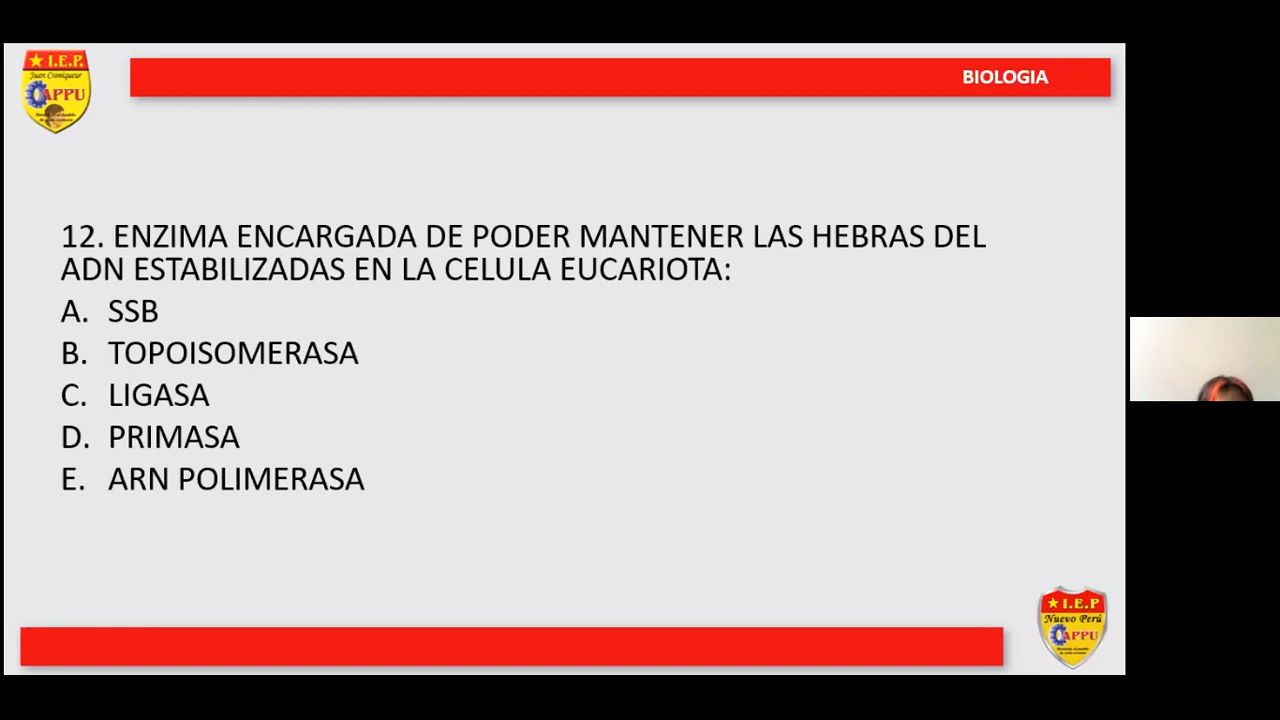 I.E.P.
Juan Croniqueur
CAPPU
BIOLOGIA
12. ENZIMA ENCARGADA DE PODER MANTENER LAS HEBRAS DEL
ADN ESTABILIZADAS EN LA CELULA EUCARIOTA:
A. SSB
B. TOPOISOMERASA
C. LIGASA
D. PRIMASA
E. ARN POLIMERASA
I.E.P
Nuevo Perú
CAPPU